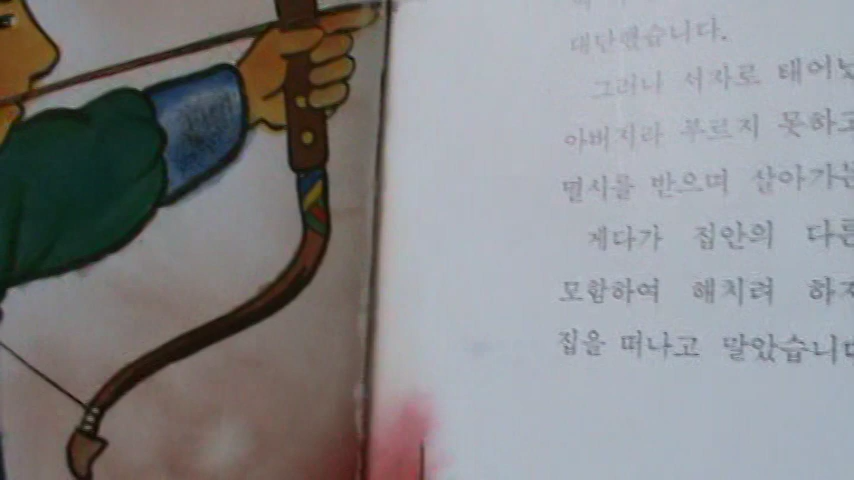 대단했습니다.
그러나 서자로 태어났
아버지라 부르지 못하고
멸시를 받으며 살아가는
게다가 집안의 다른
모함하여 해치려 하자
집을 떠나고 말았습니다